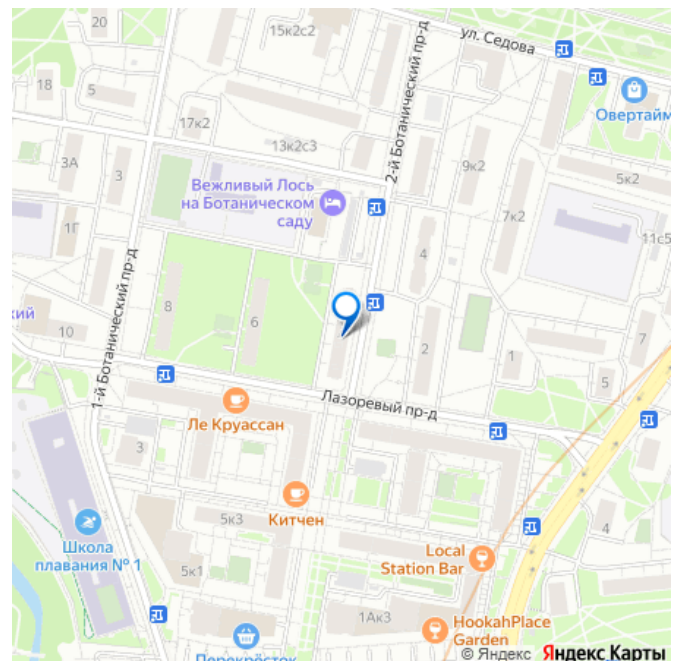 20
15к2с2
ул. Седова
18
5
Овертайм
17к2
2-й Ботанический пр-д
3А
3
13к2с3
9к2
5к2
Вежливый Лось
на Ботаническом
саду
1Г
7к2
11с5
4
1-й Ботанический пр-д
8
6
кий
10
2
1
7
5
Лазоревый пр-д
Ле Круассан
3
5к3
Китчен
Школа
плавания № 1
4
Local
Station Bar
5к1
1Ак3
HookahPlace
Garden
Перекрёсток
© Яндекс Яндекс Карты